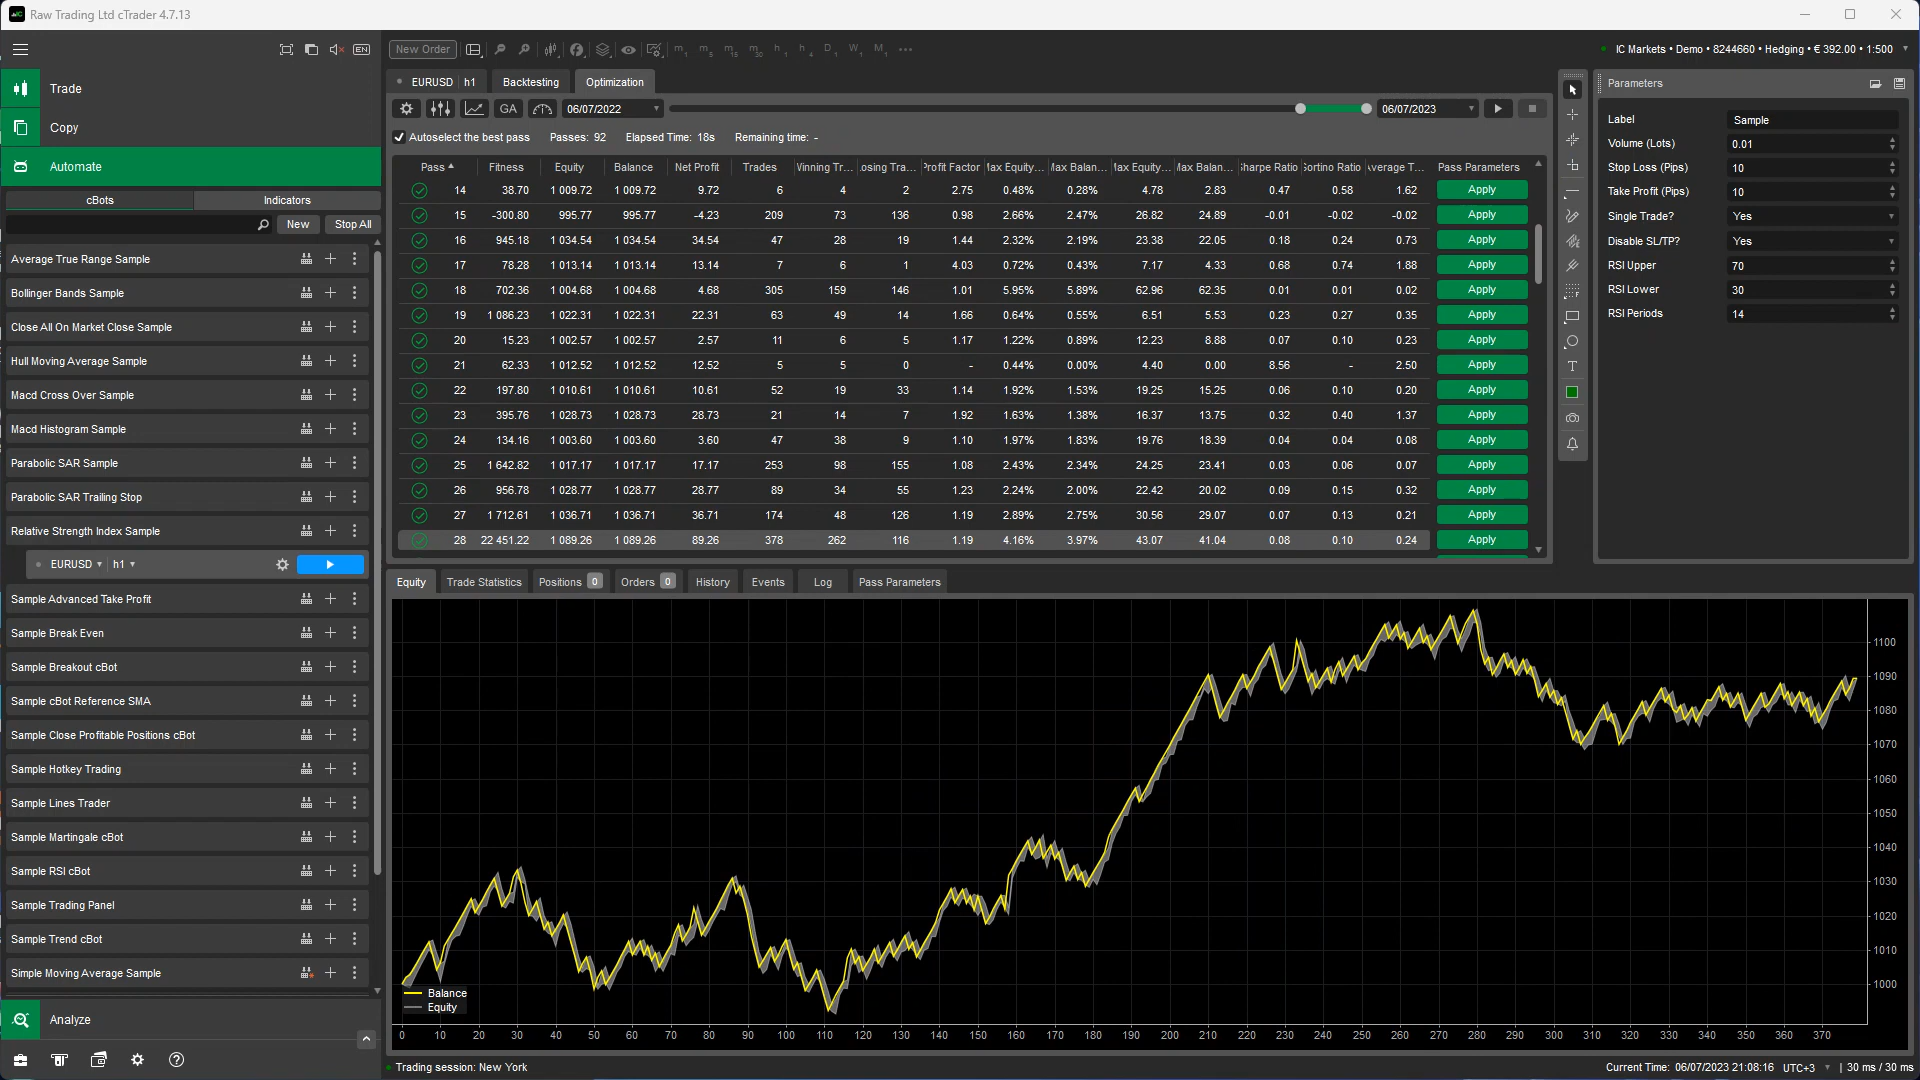 Raw Trading Ltd cTrader 4.7.13
EN
New Order
IC Markets • Demo • 8244660 • Hedging • € 392.00 • 1:500
Trade
Copy
Automate
cBots Indicators
New Stop All
Average True Range Sample
Bollinger Bands Sample
Close All On Market Close Sample
Hull Moving Average Sample
Macd Cross Over Sample
Macd Histogram Sample
Parabolic SAR Sample
Parabolic SAR Trailing Stop
Relative Strength Index Sample
EURUSD h1
Sample Advanced Take Profit
Sample Break Even
Sample Breakout cBot
Sample cBot Reference SMA
Sample Close Profitable Positions cBot
Sample Hotkey Trading
Sample Lines Trader
Sample Martingale cBot
Sample RSI cBot
Sample Trading Panel
Sample Trend cBot
Simple Moving Average Sample
Analyze
EURUSD h1 Backtesting Optimization
GA 06/07/2022 06/07/2023
Autoselect the best pass Passes: 92 Elapsed Time: 18s Remaining time: -
Pass Fitness Equity Balance Net Profit Trades Winning Tr... Losing Tra... Profit Factor Max Equity... Max Balan... Max Equity... Max Balan... Sharpe Ratio Sortino Ratio Average T... Pass Parameters
14 38.70 1 009.72 1 009.72 9.72 6 4 2 2.75 0.48% 0.28% 4.78 2.83 0.47 0.58 1.62 Apply
15 -300.80 995.77 995.77 -4.23 209 73 136 0.98 2.66% 2.47% 26.82 24.89 -0.01 -0.02 -0.02 Apply
16 945.18 1 034.54 1 034.54 34.54 47 28 19 1.44 2.32% 2.19% 23.38 22.05 0.18 0.24 0.73 Apply
17 78.28 1 013.14 1 013.14 13.14 7 6 1 4.03 0.72% 0.43% 7.17 4.33 0.68 0.74 1.88 Apply
18 702.36 1 004.68 1 004.68 4.68 305 159 146 1.01 5.95% 5.89% 62.96 62.35 0.01 0.01 0.02 Apply
19 1 086.23 1 022.31 1 022.31 22.31 63 49 14 1.66 0.64% 0.55% 6.51 5.53 0.23 0.27 0.35 Apply
20 15.23 1 002.57 1 002.57 2.57 11 6 5 1.17 1.22% 0.89% 12.23 8.88 0.07 0.10 0.23 Apply
21 62.33 1 012.52 1 012.52 12.52 5 5 0 - 0.44% 0.00% 4.40 0.00 8.56 - 2.50 Apply
22 197.80 1 010.61 1 010.61 10.61 52 19 33 1.14 1.92% 1.53% 19.25 15.25 0.06 0.10 0.20 Apply
23 395.76 1 028.73 1 028.73 28.73 21 14 7 1.92 1.63% 1.38% 16.37 13.75 0.32 0.40 1.37 Apply
24 134.16 1 003.60 1 003.60 3.60 47 38 9 1.10 1.97% 1.83% 19.76 18.39 0.04 0.04 0.08 Apply
25 1 642.82 1 017.17 1 017.17 17.17 253 98 155 1.08 2.43% 2.34% 24.25 23.41 0.03 0.06 0.07 Apply
26 956.78 1 028.77 1 028.77 28.77 89 34 55 1.23 2.24% 2.00% 22.42 20.02 0.09 0.15 0.32 Apply
27 1 712.61 1 036.71 1 036.71 36.71 174 48 126 1.19 2.89% 2.75% 30.56 29.07 0.07 0.13 0.21 Apply
28 22 451.22 1 089.26 1 089.26 89.26 378 262 116 1.19 4.16% 3.97% 43.07 41.04 0.08 0.10 0.24 Apply
Parameters
Label Sample
Volume (Lots) 0.01
Stop Loss (Pips) 10
Take Profit (Pips) 10
Single Trade? Yes
Disable SL/TP? Yes
RSI Upper 70
RSI Lower 30
RSI Periods 14
Equity Trade Statistics Positions 0 Orders 0 History Events Log Pass Parameters
1100
1090
1080
1070
1060
1050
1040
1030
1020
1010
1000
Balance
Equity
0 10 20 30 40 50 60 70 80 90 100 110 120 130 140 150 160 170 180 190 200 210 220 230 240 250 260 270 280 290 300 310 320 330 340 350 360 370
Trading session: New York
Current Time: 06/07/2023 21:08:16 UTC+3 | 30 ms / 30 ms